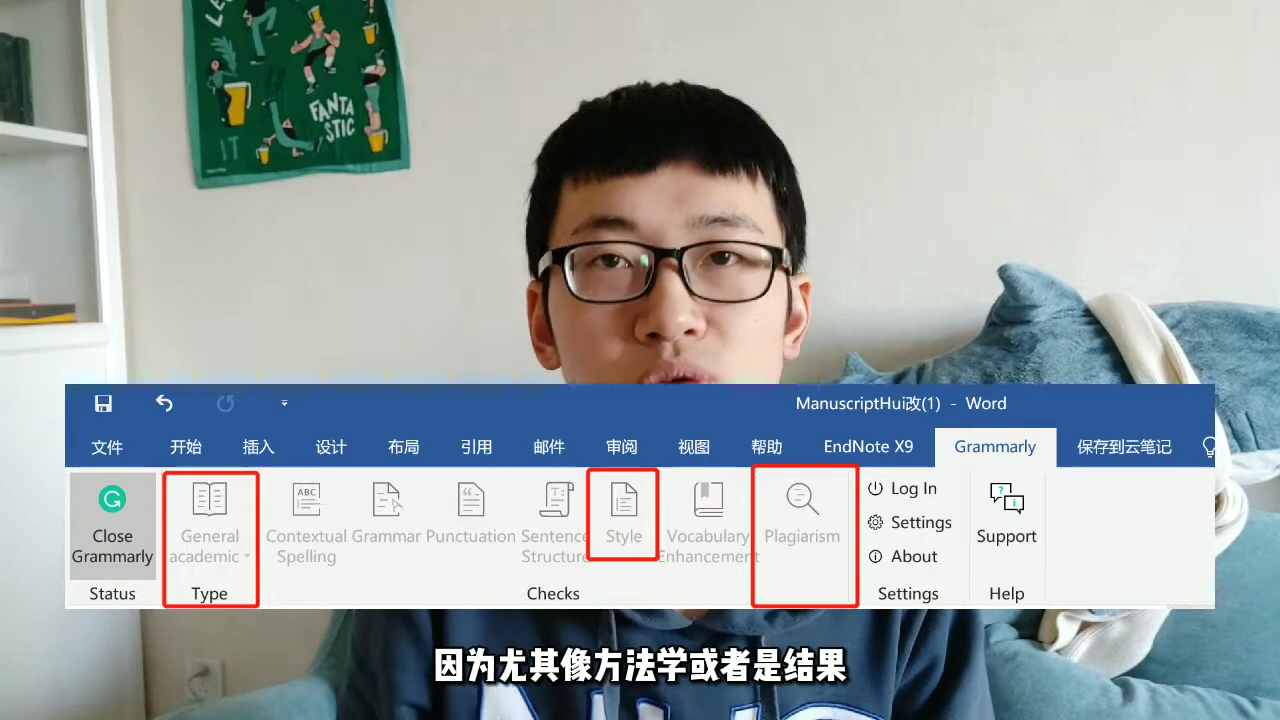 FANTA
STIC
IT
ManuscriptHui改(1) - Word
文件 开始 插入 设计 布局 引用 邮件 审阅 视图 帮助 EndNote X9 Grammarly 保存到云笔记
Close Grammarly
Status
General academic
Type
Contextual Spelling
Grammar
Punctuation
Sentence Structure
Style
Vocabulary Enhancement
Plagiarism
Checks
Log In
Settings
About
Settings
Support
Help
因为尤其像方法学或者是结果